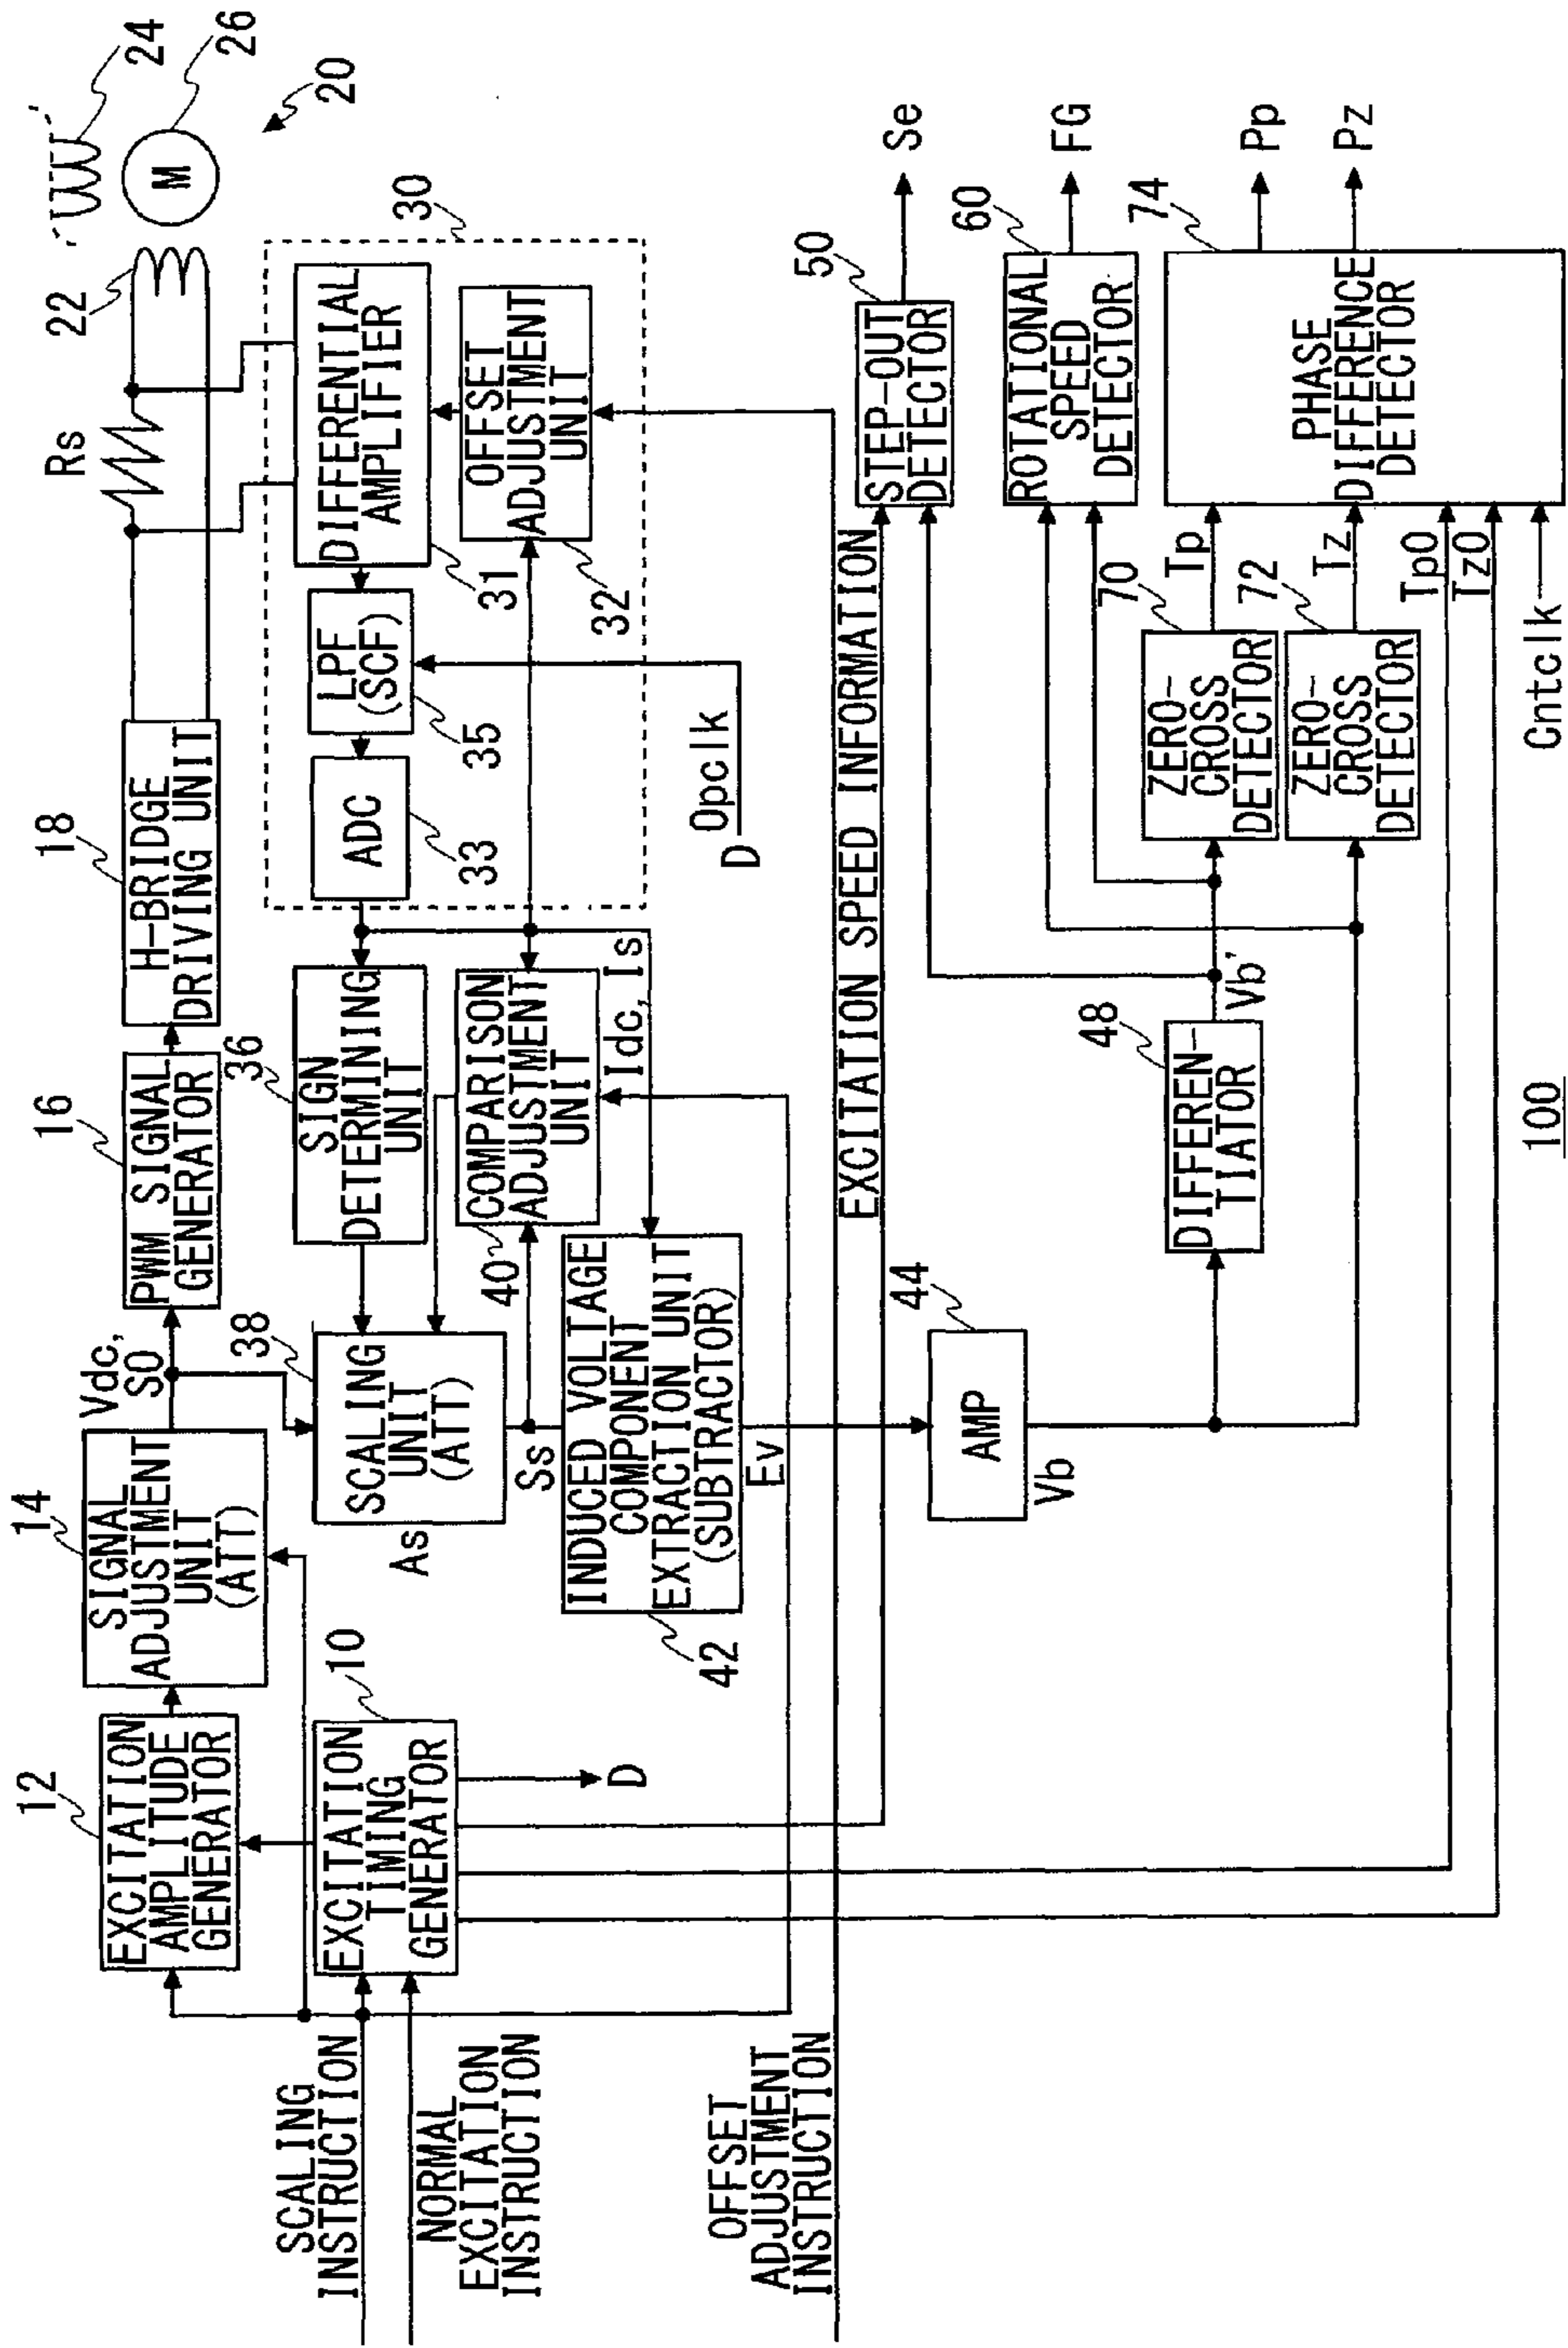 12
EXCITATION
AMPLITUDE
GENERATOR
14
SIGNAL
ADJUSTMENT
UNIT
(ATT)
Vdc,
S0
16
PWM SIGNAL
GENERATOR
18
H-BRIDGE
DRIVING UNIT
Rs
22
24
M
26
20
SCALING
INSTRUCTION
NORMAL
EXCITATION
INSTRUCTION
10
EXCITATION
TIMING
GENERATOR
D
38
SCALING
UNIT
(ATT)
As
Ss
36
SIGN
DETERMINING
UNIT
40
COMPARISON
ADJUSTMENT
UNIT
Idc, Is
30
ADC
33
LPF
(SCF)
35
DIFFERENTIAL
AMPLIFIER
31
OFFSET
ADJUSTMENT
UNIT
32
D
Opclk
42
INDUCED VOLTAGE
COMPONENT
EXTRACTION UNIT
(SUBTRACTOR)
Ev
OFFSET
ADJUSTMENT
INSTRUCTION
EXCITATION SPEED INFORMATION
50
STEP-OUT
DETECTOR
Se
44
AMP
Vb
48
DIFFEREN-
TIATOR
Vb'
60
ROTATIONAL
SPEED
DETECTOR
FG
70
ZERO-
CROSS
DETECTOR
Tp
72
ZERO-
CROSS
DETECTOR
Tz
Tp0
Tz0
Cntclk
74
PHASE
DIFFERENCE
DETECTOR
Pp
Pz
100